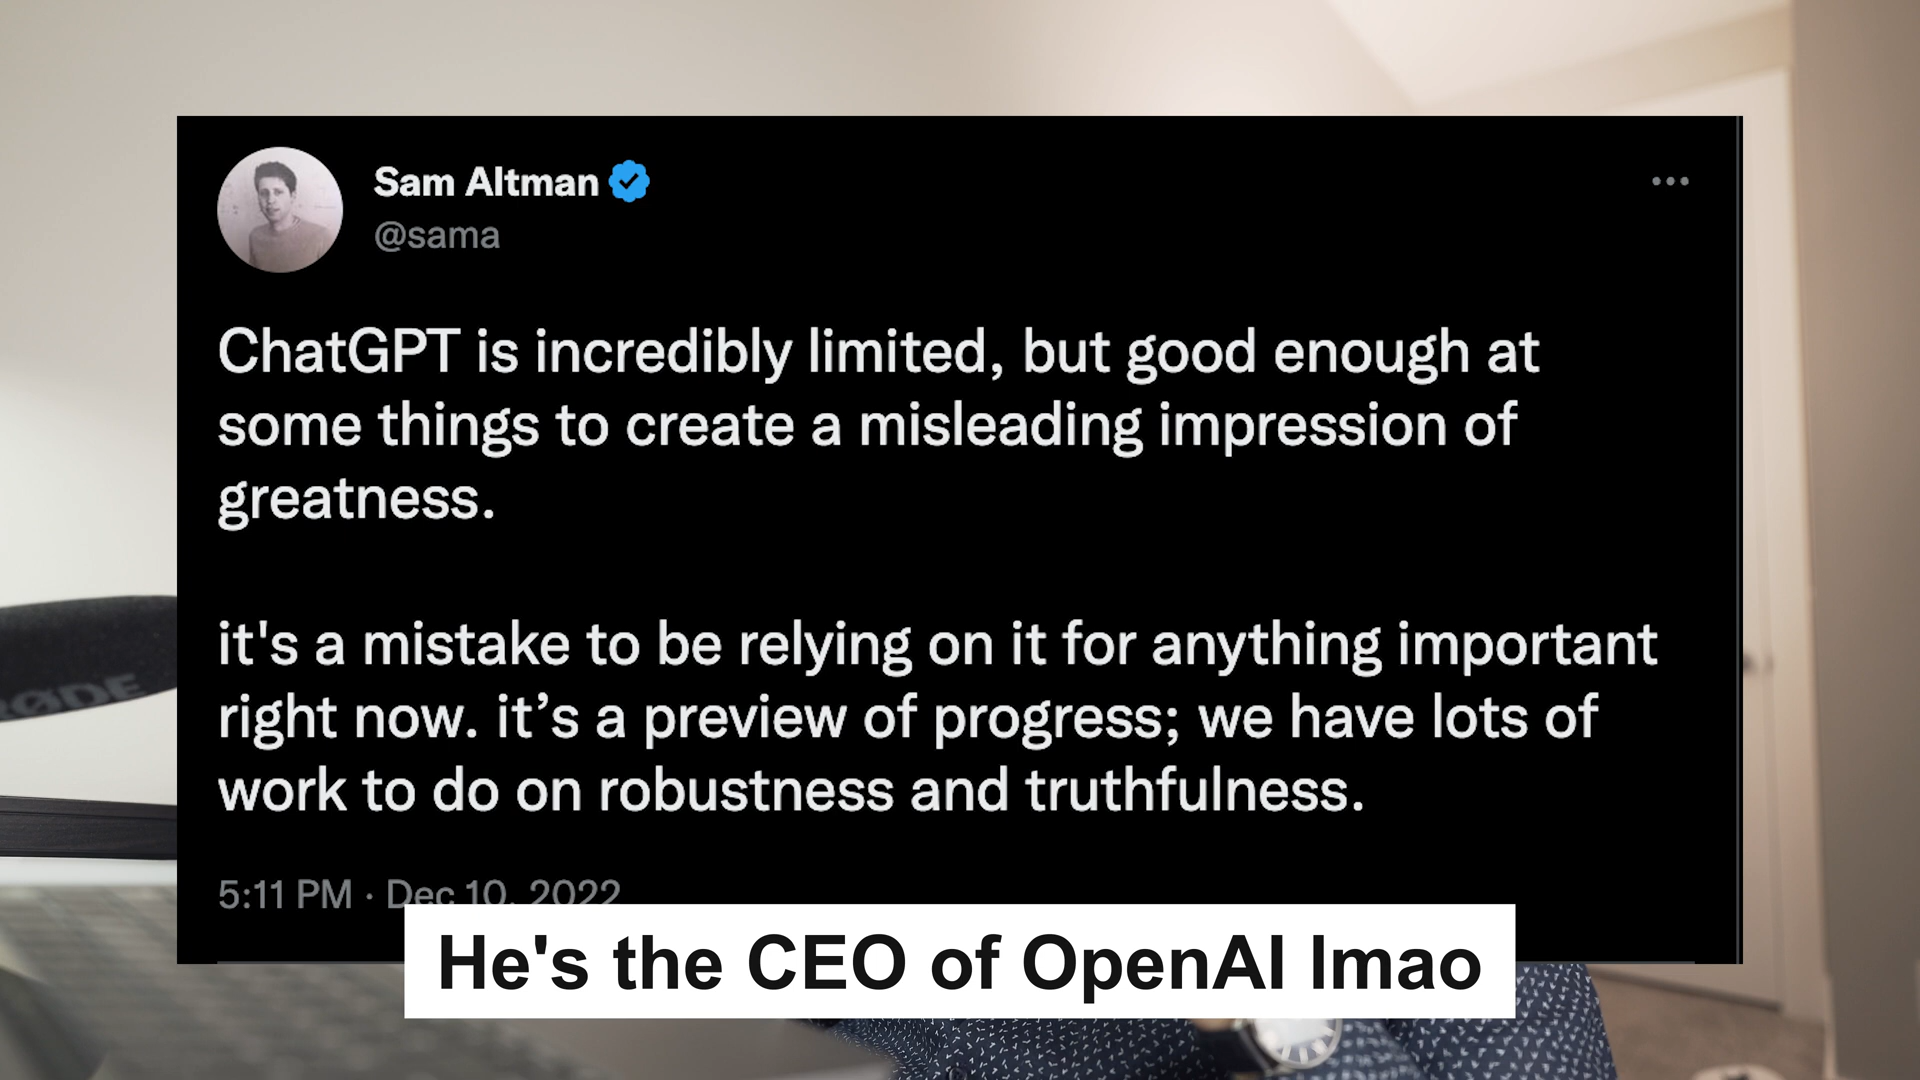 Sam Altman
@sama
ChatGPT is incredibly limited, but good enough at
some things to create a misleading impression of
greatness.
it's a mistake to be relying on it for anything important
right now. it’s a preview of progress; we have lots of
work to do on robustness and truthfulness.
5:11 PM · Dec 10, 2022
He's the CEO of OpenAI lmao
RØDE